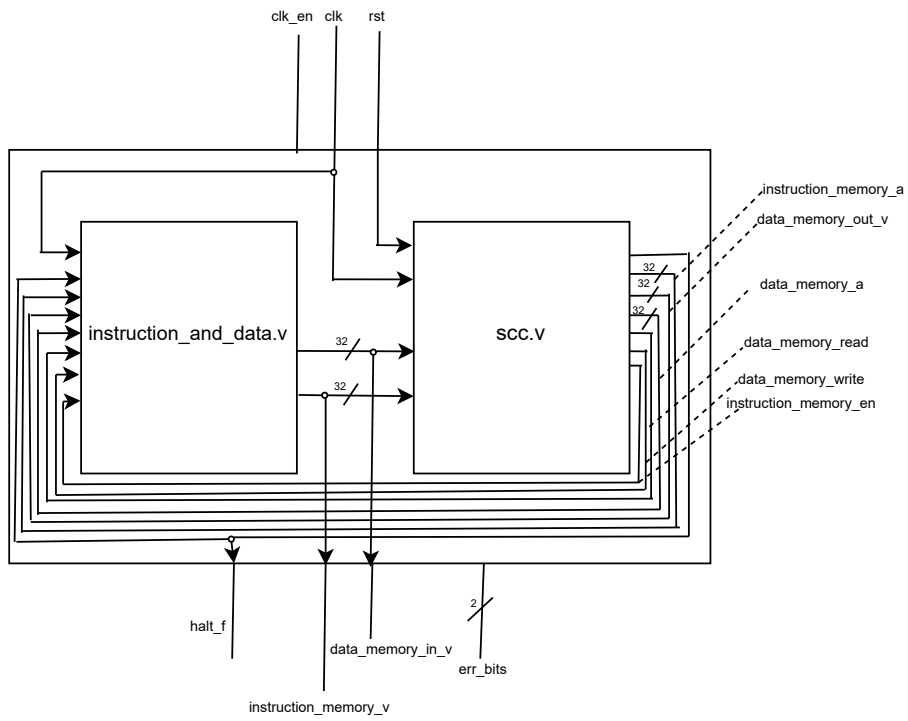 clk_en
clk
rst
instruction_memory_a
data_memory_out_v
32
32
data_memory_a
32
instruction_and_data.v
scc.v
32
data_memory_read
data_memory_write
32
instruction_memory_en
2
halt_f
data_memory_in_v
err_bits
instruction_memory_v